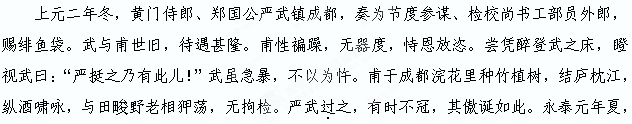 上元二年冬，黄门侍郎、郑国公严武镇成都，奏为节度参谋、检校尚书工部员外郎，
赐绯鱼袋。武与甫世旧，待遇甚隆。甫性褊躁，无器度，恃恩放恣。尝凭醉登武之床，瞪
视武曰：“严挺之乃有此儿！”武虽急暴，不以为忤。甫于成都浣花里种竹植树，结庐枕江，
纵酒啸咏，与田畯野老相狎荡，无拘检。严武过之，有时不冠，其傲诞如此。永泰元年夏，